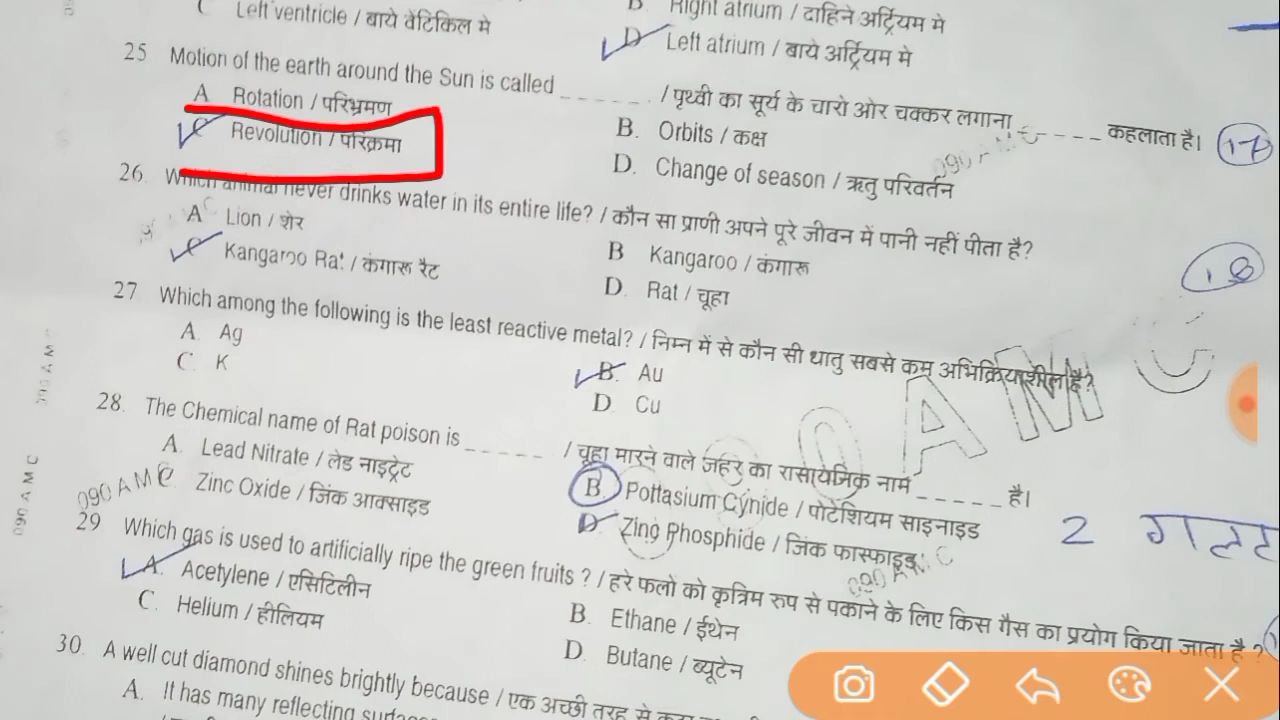 C Left ventricle / बाये वेंटिकिल मे
D Right atrium / दाहिने अर्ट्रियम मे
D Left atrium / बाये अर्ट्रियम मे
25 Motion of the earth around the Sun is called ______ . / पृथ्वी का सूर्य के चारो ओर चक्कर लगाना ______ कहलाता है।
A Rotation / परिभ्रमण
B. Orbits / कक्ष
C Revolution / परिक्रमा
D. Change of season / ऋतु परिवर्तन
17
26. Which animal never drinks water in its entire life? / कौन सा प्राणी अपने पूरे जीवन में पानी नहीं पीता है?
A Lion / शेर
B Kangaroo / कंगारू
C Kangaroo Rat / कंगारू रैट
D. Rat / चूहा
18
27 Which among the following is the least reactive metal? / निम्न में से कौन सी धातु सबसे कम अभिक्रियाशील है?
A. Ag
B. Au
C. K
D. Cu
28. The Chemical name of Rat poison is _____ / चूहा मारने वाले जहर का रासायनिक नाम _____ है।
A. Lead Nitrate / लेड नाइट्रेट
B. Pottasium Cynide / पोटेशियम साइनाइड
C. Zinc Oxide / जिंक आक्साइड
D Zing Phosphide / जिंक फास्फाइड
2 गलत
29 Which gas is used to artificially ripe the green fruits ? / हरे फलो को कृत्रिम रुप से पकाने के लिए किस गैस का प्रयोग किया जाता है ?
A. Acetylene / एसिटिलीन
B. Ethane / ईथेन
C. Helium / हीलियम
D. Butane / ब्यूटेन
30. A well cut diamond shines brightly because / एक अच्छी तरह से
A. It has many reflecting
090 A M C
090 A M C
090 A M C
090 A M C